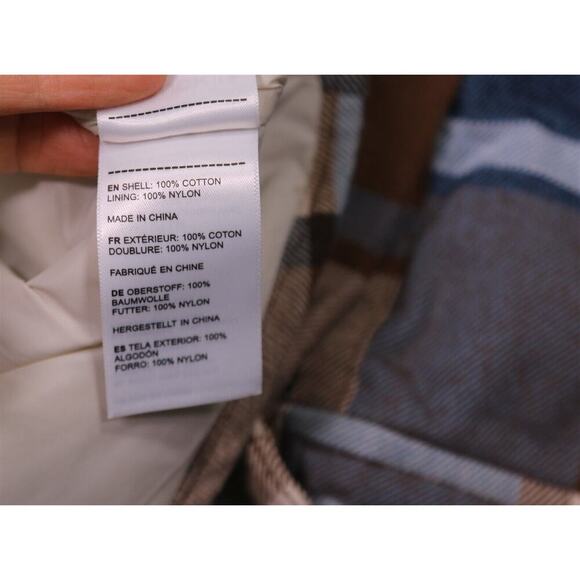 EN SHELL: 100% COTTON
LINING: 100% NYLON
MADE IN CHINA
FR EXTÉRIEUR: 100% COTON
DOUBLURE: 100% NYLON
FABRIQUÉ EN CHINE
DE OBERSTOFF: 100%
BAUMWOLLE
FUTTER: 100% NYLON
HERGESTELLT IN CHINA
ES TELA EXTERIOR: 100%
ALGODÓN
FORRO: 100% NYLON